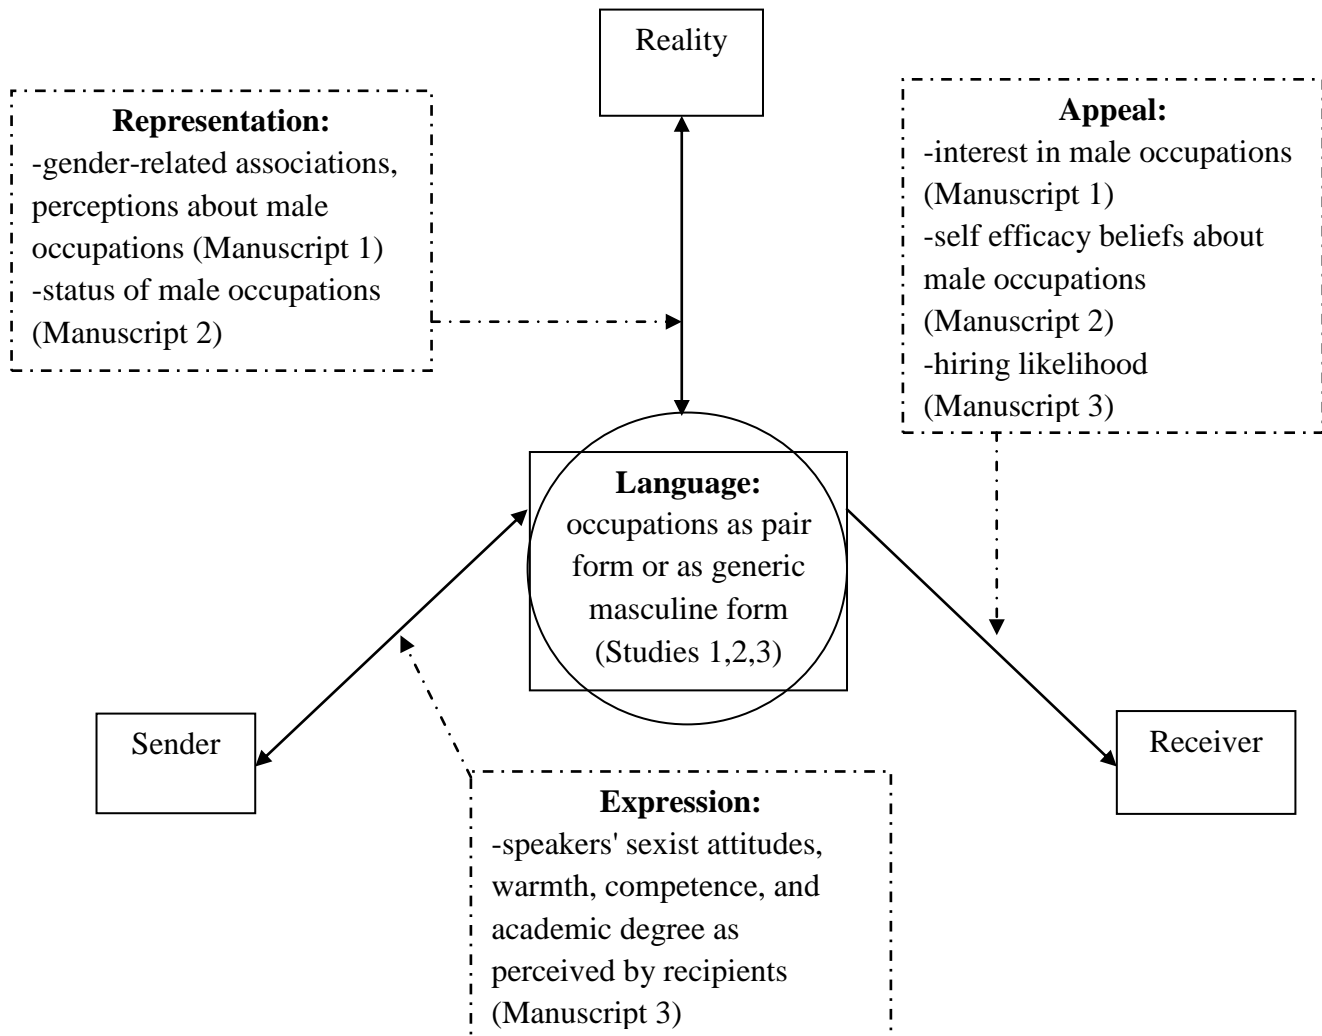 Reality
Representation:
-gender-related associations,
perceptions about male
occupations (Manuscript 1)
-status of male occupations
(Manuscript 2)
Appeal:
-interest in male occupations
(Manuscript 1)
-self efficacy beliefs about
male occupations
(Manuscript 2)
-hiring likelihood
(Manuscript 3)
Language:
occupations as pair
form or as generic
masculine form
(Studies 1,2,3)
Sender
Receiver
Expression:
-speakers' sexist attitudes,
warmth, competence, and
academic degree as
perceived by recipients
(Manuscript 3)